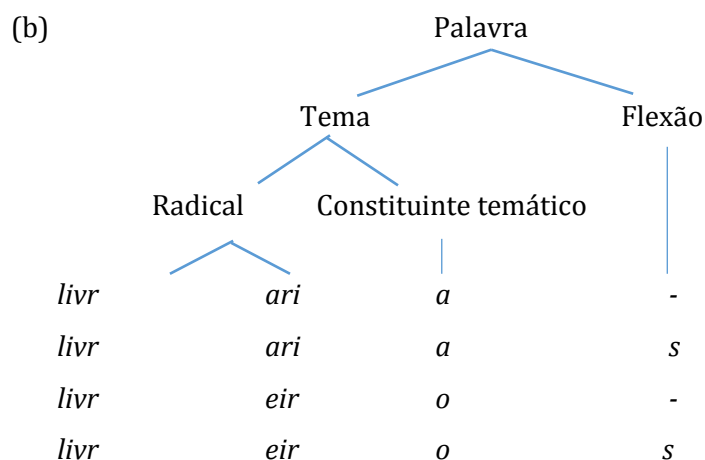 (b) Palavra
Tema Flexão
Radical Constituinte temático
livr ari a -
livr ari a s
livr eir o -
livr eir o s